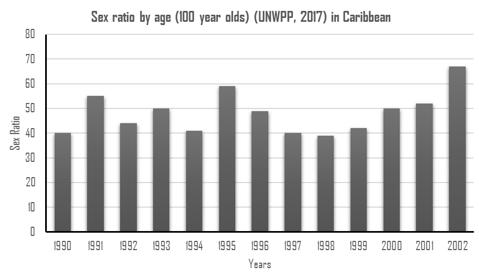 Sex ratio by age (100 year olds) (UNWPP, 2017) in Caribbean
80
70
60
50
40
30
20
10
0
Sex Ratio
1990 1991 1992 1993 1994 1995 1996 1997 1998 1999 2000 2001 2002
Years